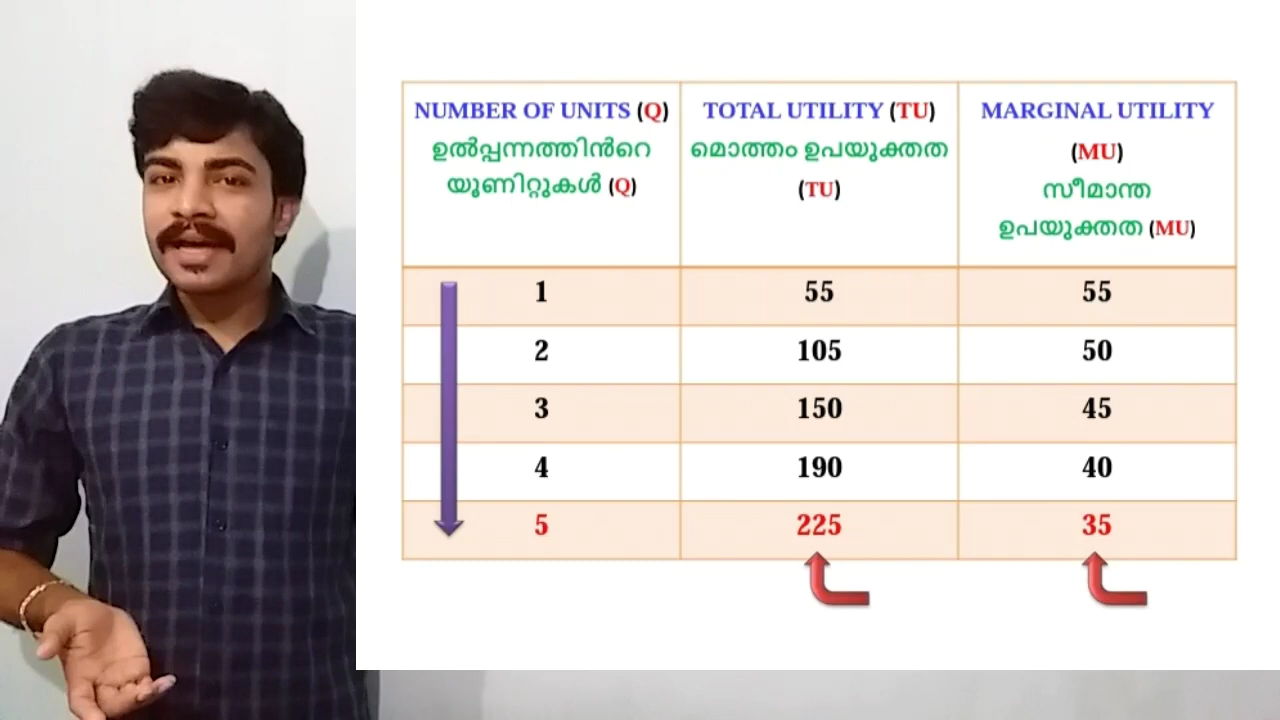 NUMBER OF UNITS (Q)
ഉൽപ്പന്നത്തിൻറെ
യൂണിറ്റുകൾ (Q)
TOTAL UTILITY (TU)
മൊത്തം ഉപയുക്തത
(TU)
MARGINAL UTILITY
(MU)
സീമാന്ത
ഉപയുക്തത (MU)
1 55 55
2 105 50
3 150 45
4 190 40
5 225 35